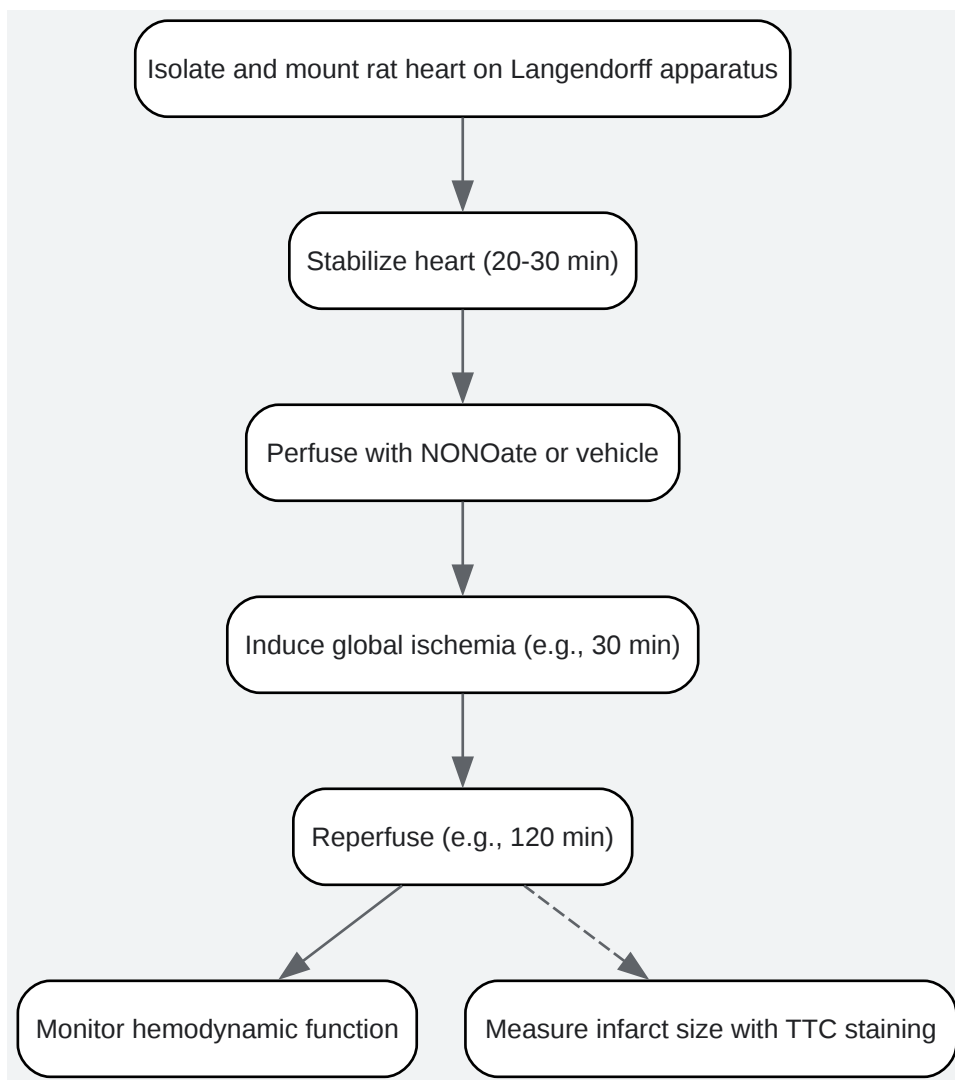 Isolate and mount rat heart on Langendorff apparatus
Stabilize heart (20-30 min)
Perfuse with NONOate or vehicle
Induce global ischemia (e.g., 30 min)
Reperfuse (e.g., 120 min)
Monitor hemodynamic function
Measure infarct size with TTC staining